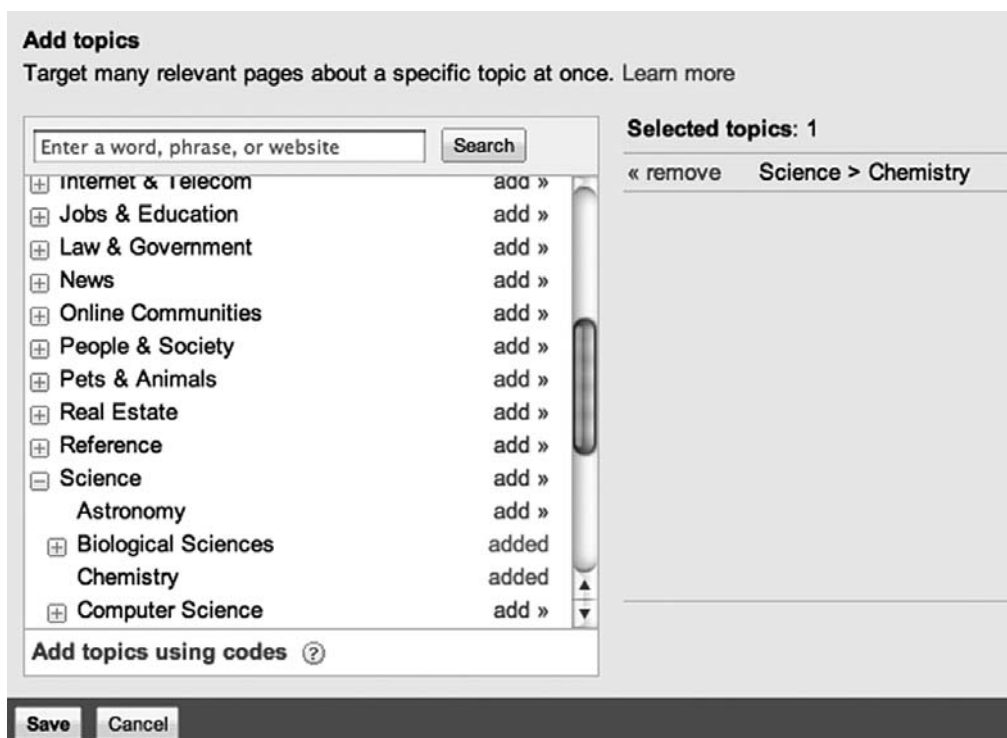 Add topics
Target many relevant pages about a specific topic at once. Learn more
Enter a word, phrase, or website Search
Internet & Telecom add »
Jobs & Education add »
Law & Government add »
News add »
Online Communities add »
People & Society add »
Pets & Animals add »
Real Estate add »
Reference add »
Science add »
Astronomy add »
Biological Sciences added
Chemistry added
Computer Science add »
Add topics using codes ?
Selected topics: 1
« remove Science > Chemistry
Save Cancel